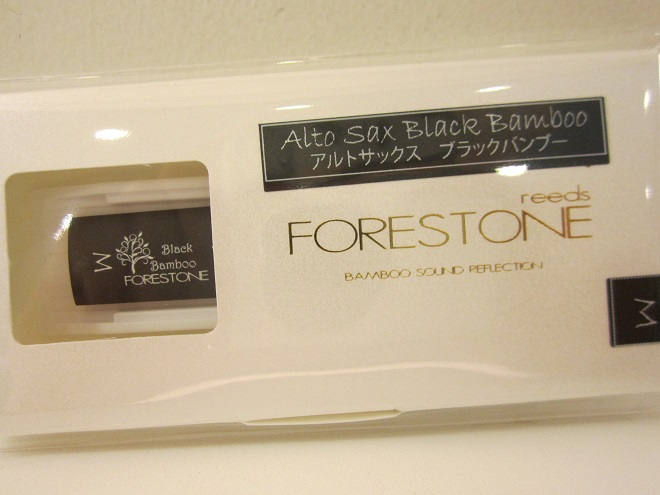 Alto Sax Black Bamboo
アルトサックス ブラックバンブー
reeds
FORESTONE
BAMBOO SOUND REFLECTION
M
M
Black
Bamboo
FORESTONE